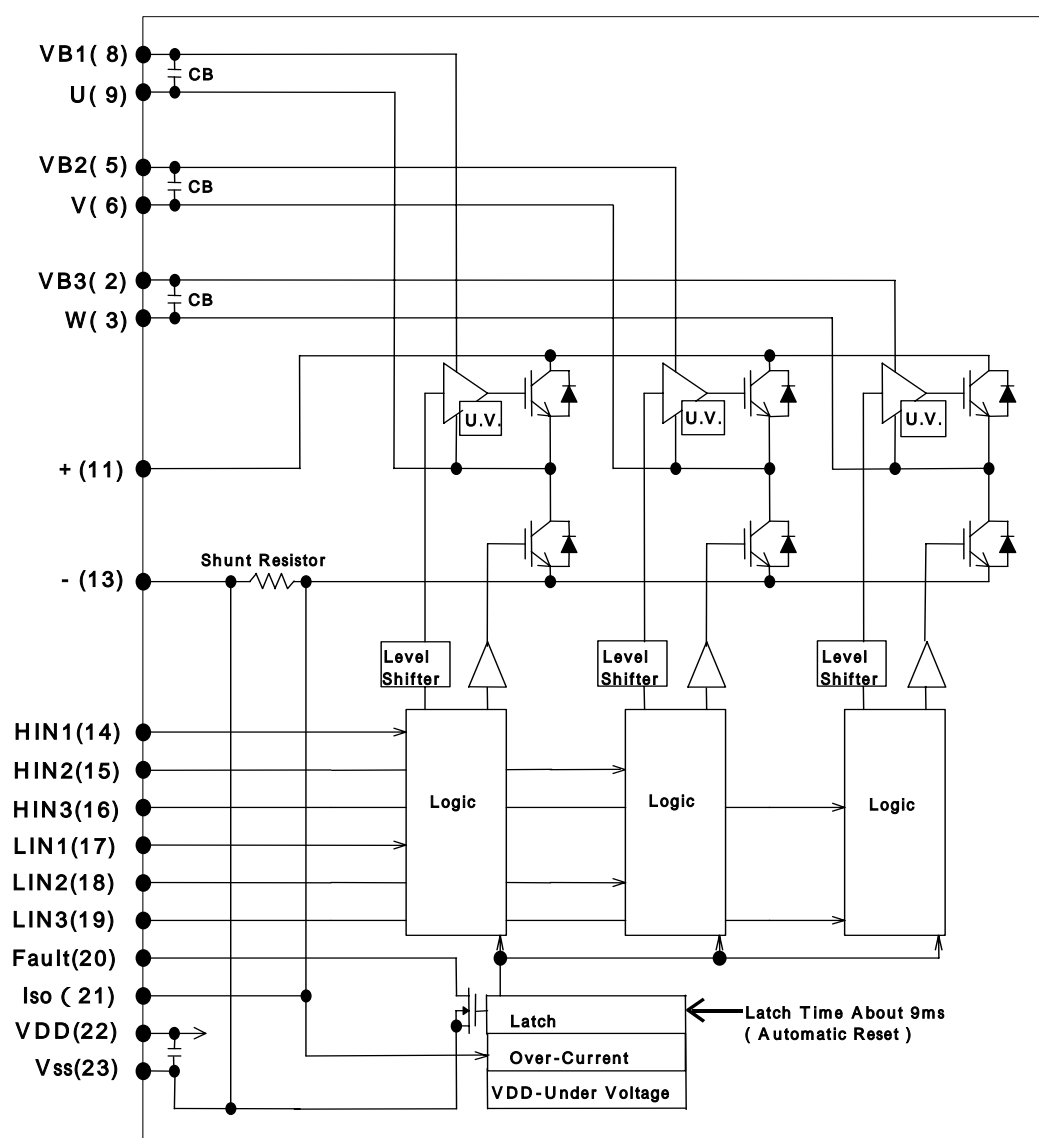 VB1( 8)
CB
U( 9)
VB2( 5)
CB
V( 6)
VB3( 2)
CB
W( 3)
U.V.
U.V.
U.V.
+ (11)
Shunt Resistor
- (13)
Level
Shifter
Level
Shifter
Level
Shifter
HIN1(14)
HIN2(15)
HIN3(16)
Logic
Logic
Logic
LIN1(17)
LIN2(18)
LIN3(19)
Fault(20)
Iso ( 21)
VDD(22)
Vss(23)
Latch
Latch Time About 9ms
( Automatic Reset )
Over-Current
VDD-Under Voltage